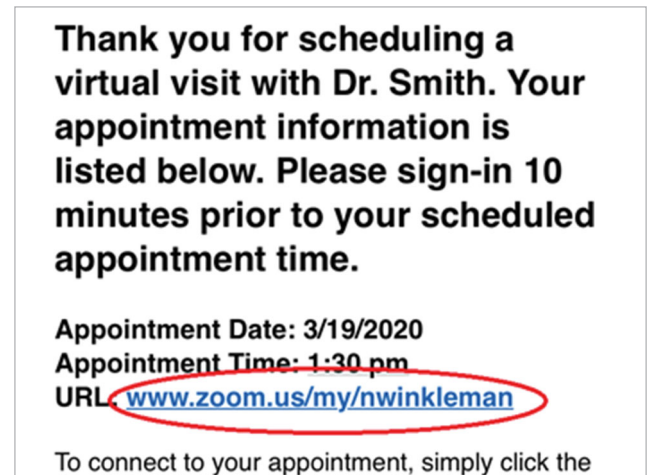 Thank you for scheduling a
virtual visit with Dr. Smith. Your
appointment information is
listed below. Please sign-in 10
minutes prior to your scheduled
appointment time.
Appointment Date: 3/19/2020
Appointment Time: 1:30 pm
URL: www.zoom.us/my/nwinkleman
To connect to your appointment, simply click the